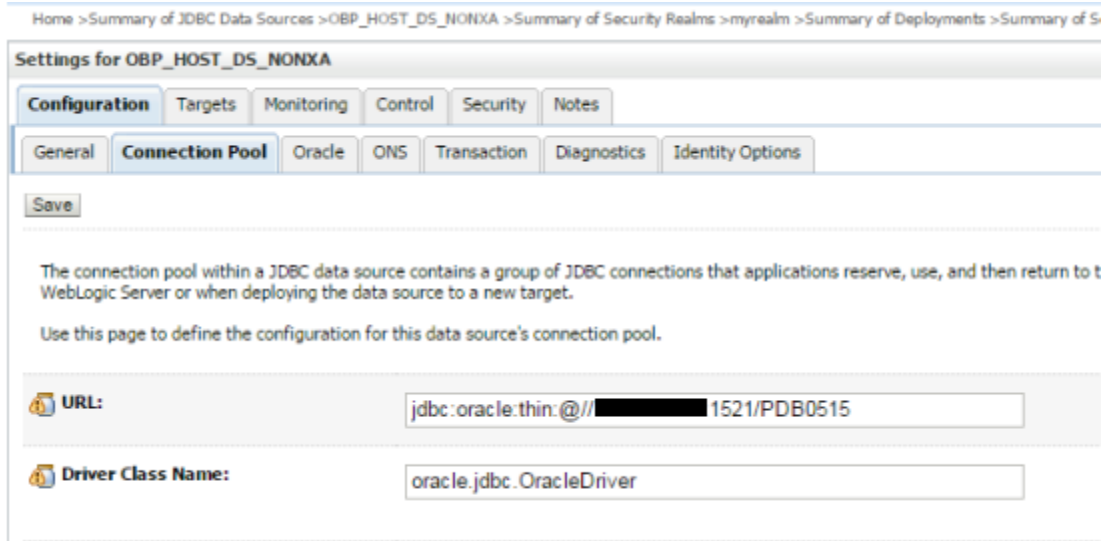 Home >Summary of JDBC Data Sources >OBP_HOST_DS_NONXA >Summary of Security Realms >myrealm >Summary of Deployments >Summary of S
Settings for OBP_HOST_DS_NONXA
Configuration Targets Monitoring Control Security Notes
General Connection Pool Oracle ONS Transaction Diagnostics Identity Options
Save
The connection pool within a JDBC data source contains a group of JDBC connections that applications reserve, use, and then return to t
WebLogic Server or when deploying the data source to a new target.
Use this page to define the configuration for this data source's connection pool.
URL: jdbc:oracle:thin:@// 1521/PDB0515
Driver Class Name: oracle.jdbc.OracleDriver